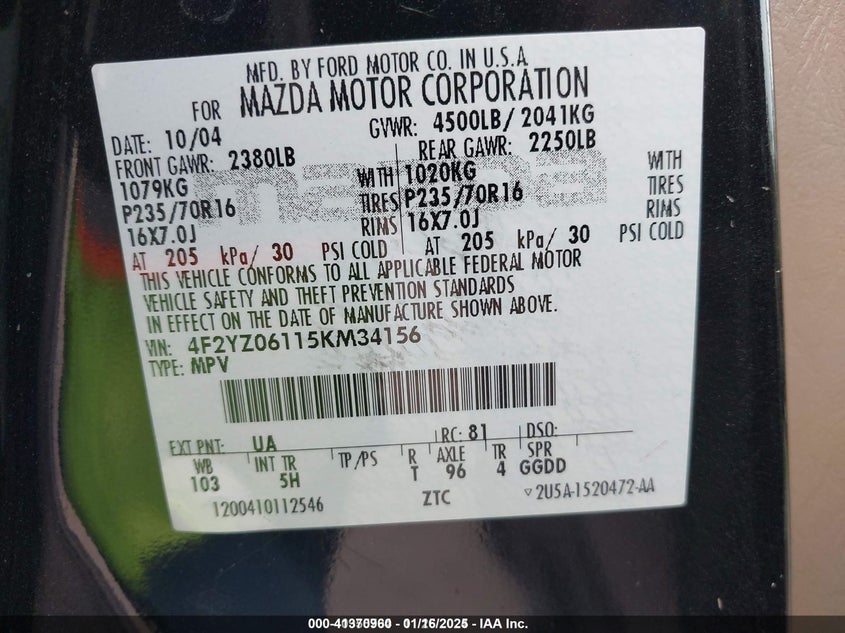 MFD. BY FORD MOTOR CO. IN U.S.A.
FOR MAZDA MOTOR CORPORATION
DATE: 10/04 GVWR: 4500LB/ 2041KG
FRONT GAWR: 2380LB REAR GAWR: 2250LB
1079KG WITH 1020KG WITH
P235/70R16 TIRES P235/70R16 TIRES
16X7.0J RIMS 16X7.0J RIMS
AT 205 kPa/ 30 PSI COLD AT 205 kPa/ 30 PSI COLD
THIS VEHICLE CONFORMS TO ALL APPLICABLE FEDERAL MOTOR
VEHICLE SAFETY AND THEFT PREVENTION STANDARDS
IN EFFECT ON THE DATE OF MANUFACTURE SHOWN ABOVE.
VIN: 4F2YZ06115KM34156
TYPE: MPV
EXT PNT: UA RC: 81 DSO:
WB INT TR TP/PS R AXLE TR SPR
103 5H T 96 4 GGDD
1200410112546 ZTC ▽ 2U5A-1520472-AA
mazda
000-41370960 - 01/16/2025 - IAA Inc.